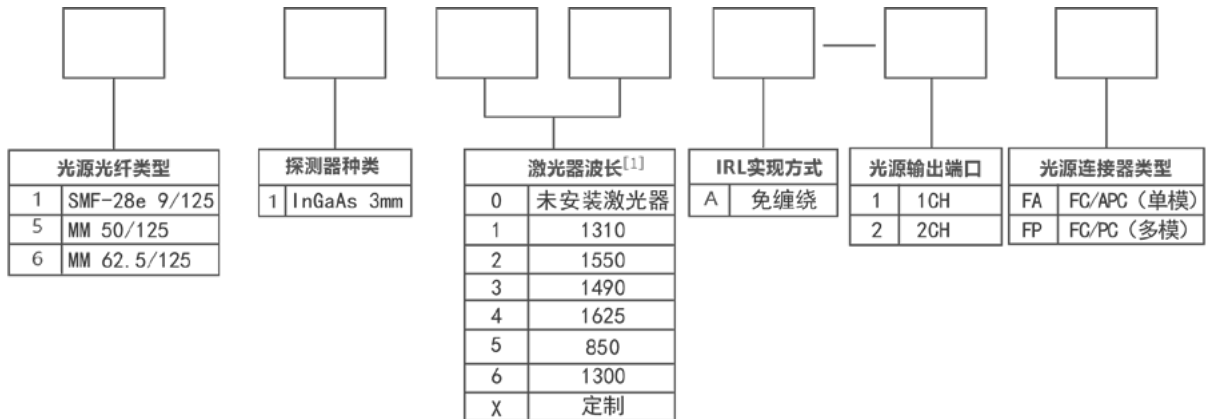 光源光纤类型
1 SMF-28e 9/125
5 MM 50/125
6 MM 62.5/125
探测器种类
1 InGaAs 3mm
激光器波长[1]
0 未安装激光器
1 1310
2 1550
3 1490
4 1625
5 850
6 1300
X 定制
IRL实现方式
A 免缠绕
光源输出端口
1 1CH
2 2CH
光源连接器类型
FA FC/APC（单模）
FP FC/PC（多模）